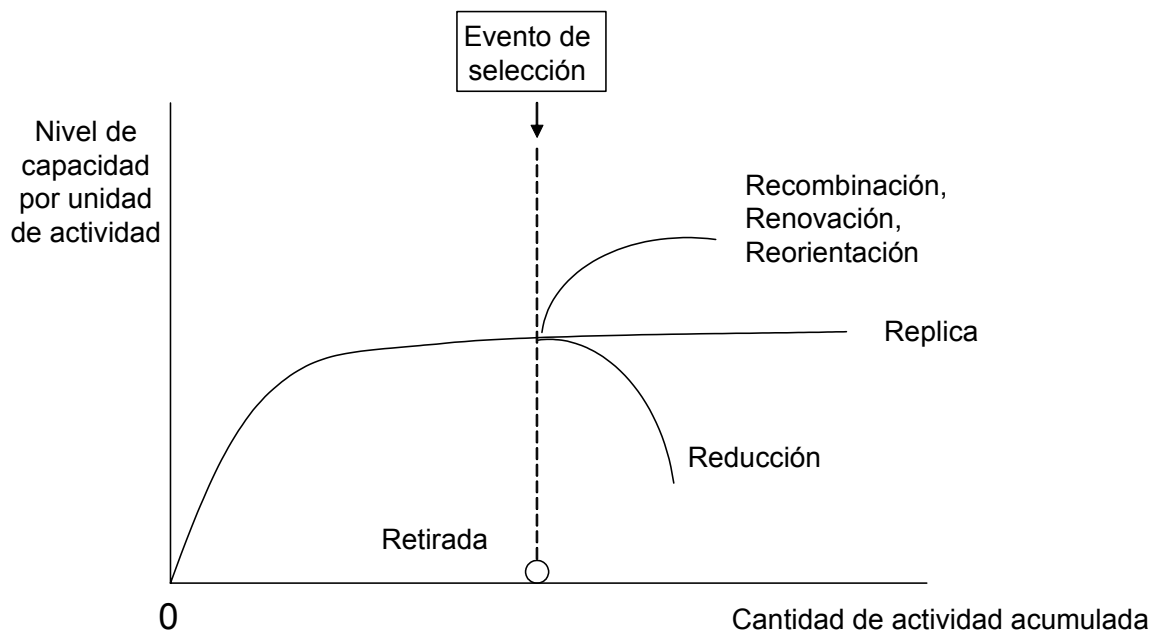 Evento de
selección
Nivel de
capacidad
por unidad
de actividad
Recombinación,
Renovación,
Reorientación
Replica
Reducción
Retirada
0
Cantidad de actividad acumulada